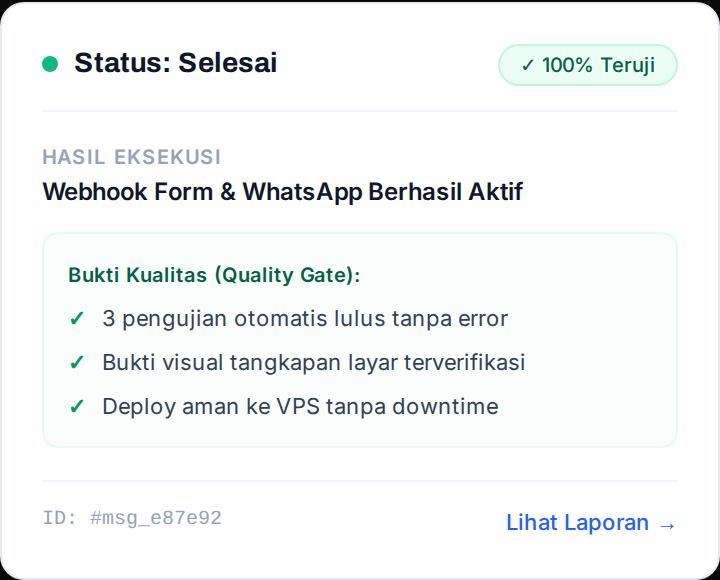 Status: Selesai
✓ 100% Teruji
HASIL EKSEKUSI
Webhook Form & WhatsApp Berhasil Aktif
Bukti Kualitas (Quality Gate):
✓ 3 pengujian otomatis lulus tanpa error
✓ Bukti visual tangkapan layar terverifikasi
✓ Deploy aman ke VPS tanpa downtime
ID: #msg_e87e92
Lihat Laporan →